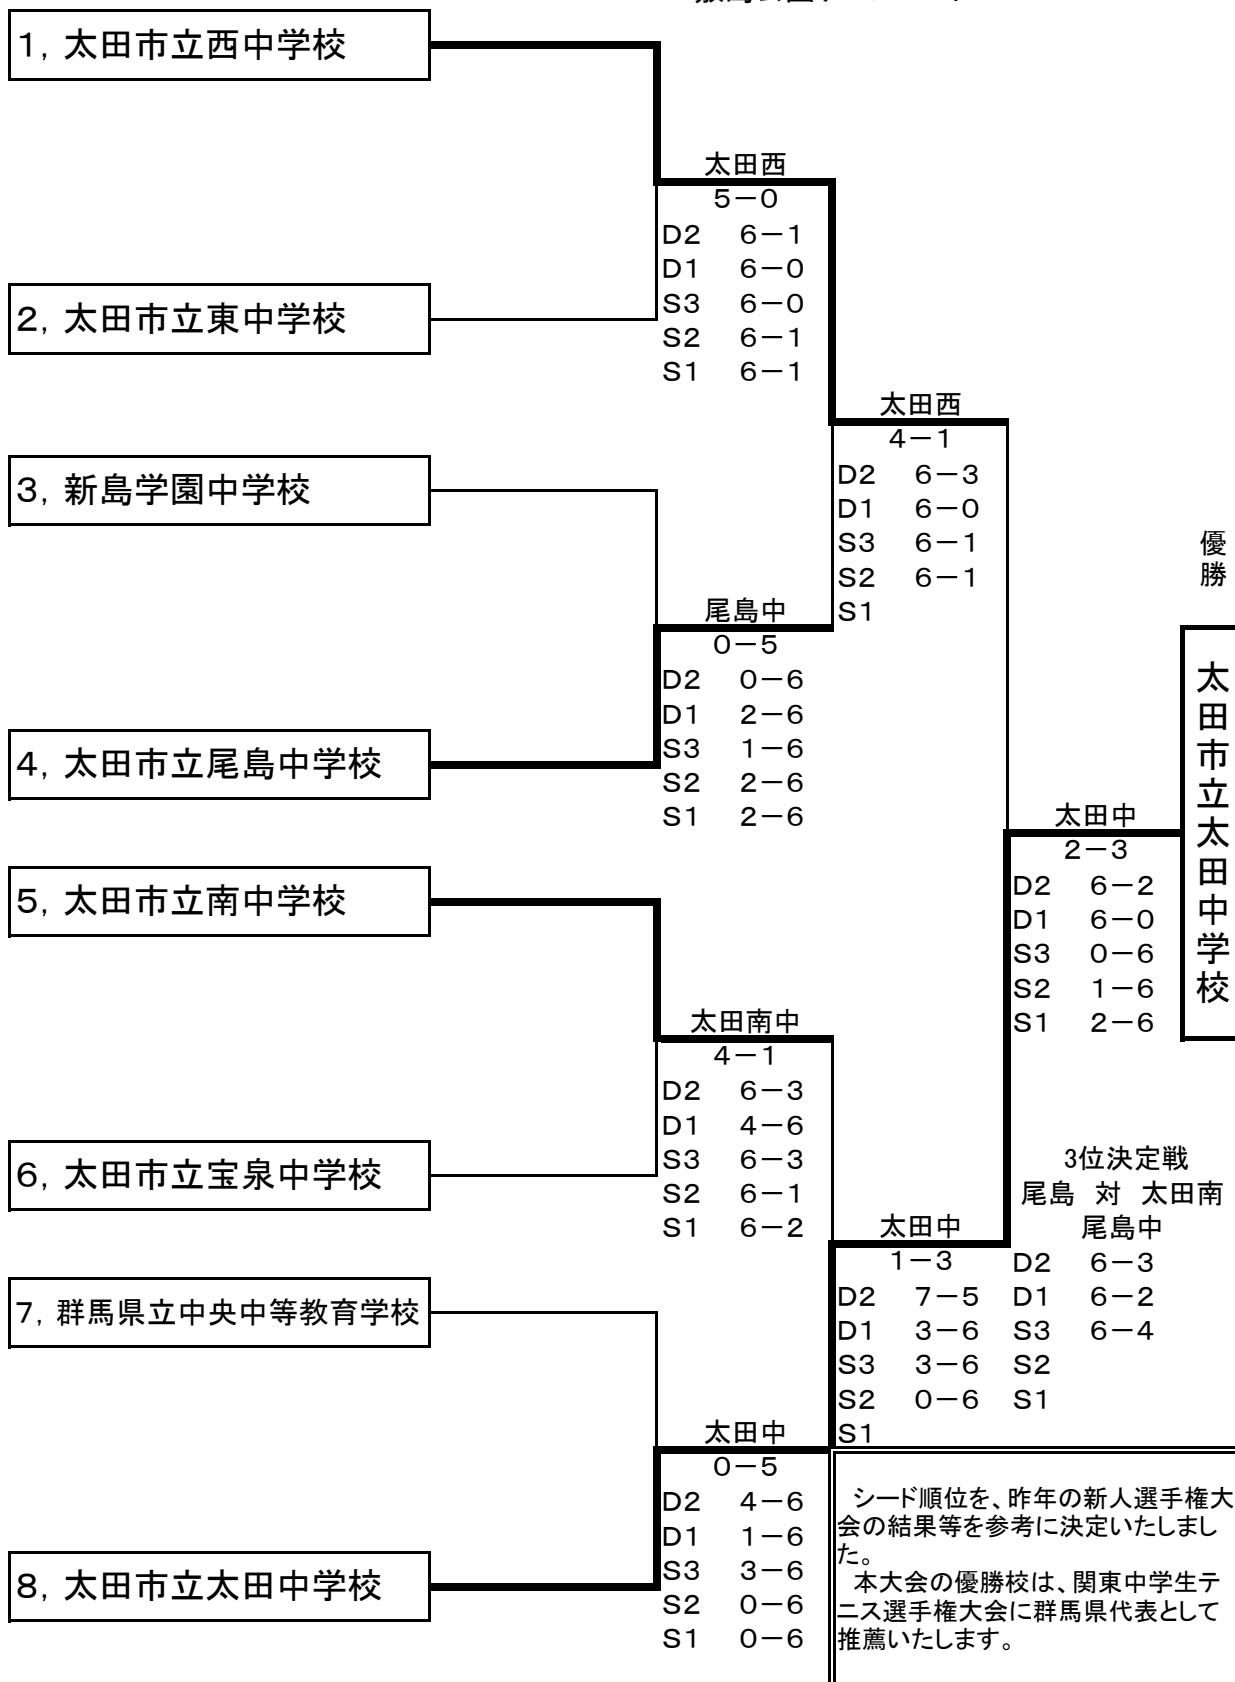 1, 太田市立西中学校
太田西
5－0
D2 6－1
D1 6－0
S3 6－0
S2 6－1
S1 6－1
2, 太田市立東中学校
太田西
4－1
D2 6－3
D1 6－0
S3 6－1
S2 6－1
S1
3, 新島学園中学校
尾島中
0－5
D2 0－6
D1 2－6
S3 1－6
S2 2－6
S1 2－6
4, 太田市立尾島中学校
優勝
太田市立太田中学校
太田中
2－3
D2 6－2
D1 6－0
S3 0－6
S2 1－6
S1 2－6
5, 太田市立南中学校
太田南中
4－1
D2 6－3
D1 4－6
S3 6－3
S2 6－1
S1 6－2
6, 太田市立宝泉中学校
3位決定戦
尾島 対 太田南
尾島中
D2 6－3
D1 6－2
S3 6－4
S2
S1
太田中
1－3
D2 7－5
D1 3－6
S3 3－6
S2 0－6
S1
7, 群馬県立中央中等教育学校
太田中
0－5
D2 4－6
D1 1－6
S3 3－6
S2 0－6
S1 0－6
8, 太田市立太田中学校
シード順位を、昨年の新人選手権大
会の結果等を参考に決定いたしまし
た。
本大会の優勝校は、関東中学生テ
ニス選手権大会に群馬県代表として
推薦いたします。